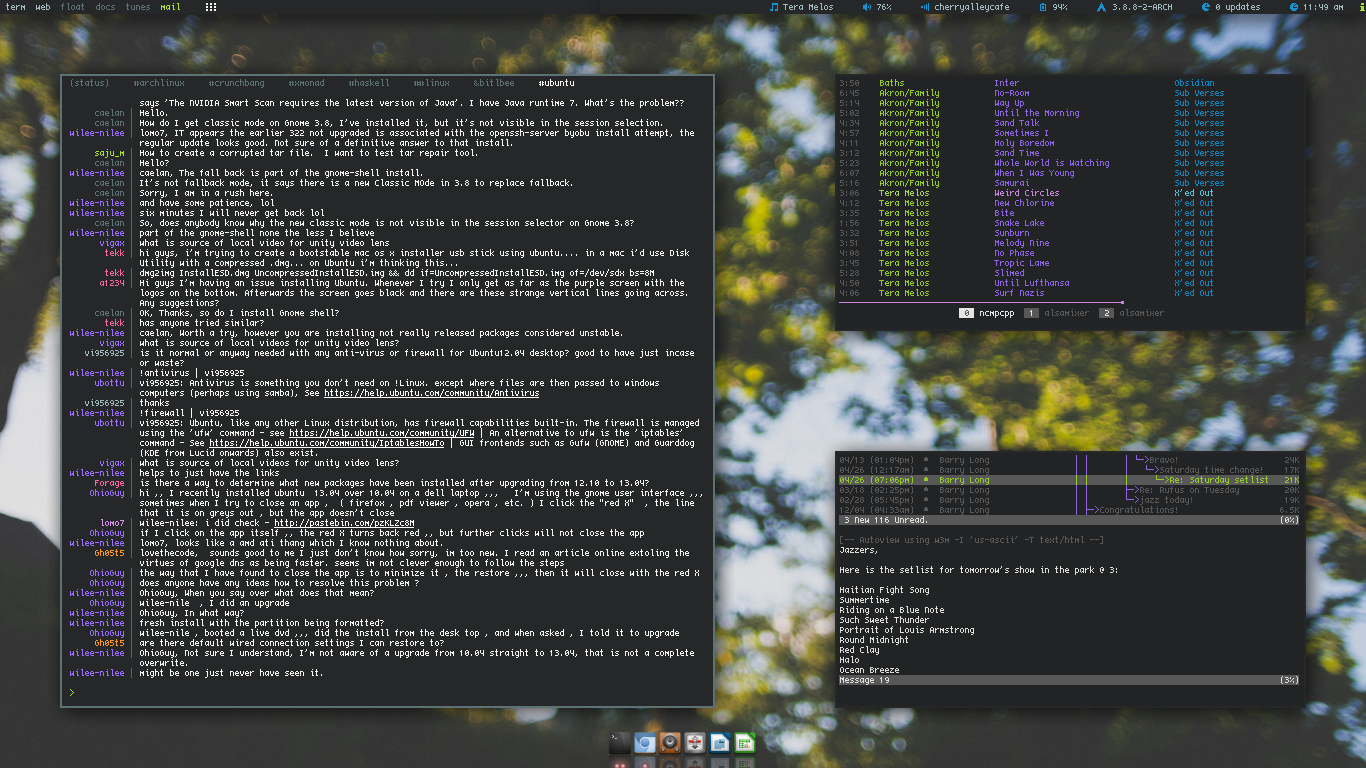 term web float docs tunes mail
Tera Melos 76% cherryalleycafe 94% 3.8.8-2-ARCH 0 updates 11:49 am
(status) #archlinux #crunchbang #xmonad #haskell ##linux &bitlbee #ubuntu
says 'The NVIDIA Smart Scan requires the latest version of Java'. I have Java runtime 7. What's the problem??
caelan | Hello.
caelan | How do I get classic mode on Gnome 3.8, I've installed it, but it's not visible in the session selection.
wilee-nilee | lomo7, IT appears the earlier 322 not upgraded is associated with the openssh-server byobu install attempt, the
regular update looks good. Not sure of a definitive answer to that install.
saju_m | How to create a corrupted tar file.  I want to test tar repair tool.
caelan | Hello?
wilee-nilee | caelan, The fall back is part of the gnome-shell install.
caelan | It's not fallback mode, it says there is a new Classic MOde in 3.8 to replace fallback.
caelan | Sorry, I am in a rush here.
wilee-nilee | and have some patience, lol
wilee-nilee | six minutes I will never get back lol
caelan | So, does anybody know why the new classic mode is not visible in the session selector on Gnome 3.8?
wilee-nilee | part of the gnome-shell none the less I believe
vigax | what is source of local video for unity video lens
tekk | hi guys, i'm trying to create a bootstable Mac os x installer usb stick using Ubuntu.... in a mac i'd use Disk
Utility with a compressed .dmg... on Ubuntu i'm thinking this...
tekk | dmg2img InstallESD.dmg UncompressedInstallESD.img && dd if=UncompressedInstallESD.img of=/dev/sdx bs=8M
a1234 | Hi guys I'm having an issue installing Ubuntu. Whenever I try I only get as far as the purple screen with the
logos on the bottom. Afterwards the screen goes black and there are these strange vertical lines going across.
Any suggestions?
caelan | OK, Thanks, so do I install Gnome shell?
tekk | has anyone tried similar?
wilee-nilee | caelan, Worth a try, however you are installing not really released packages considered unstable.
vigax | what is source of local videos for unity video lens?
vi956925 | is it normal or anyway needed with any anti-virus or firewall for Ubuntu12.04 desktop? good to have just incase
or waste?
wilee-nilee | !antivirus | vi956925
ubottu | vi956925: Antivirus is something you don't need on !Linux. except where files are then passed to windows
computers (perhaps using samba), See https://help.ubuntu.com/community/Antivirus
vi956925 | thanks
wilee-nilee | !firewall | vi956925
ubottu | vi956925: Ubuntu, like any other Linux distribution, has firewall capabilities built-in. The firewall is managed
using the 'ufw' command - see https://help.ubuntu.com/community/UFW | An alternative to ufw is the 'iptables'
command - See https://help.ubuntu.com/community/IptablesHowTo | GUI frontends such as Gufw (GNOME) and Guarddog
(KDE from Lucid onwards) also exist.
vigax | what is source of local videos for unity video lens?
wilee-nilee | helps to just have the links
Forage | is there a way to determine what new packages have been installed after upgrading from 12.10 to 13.04?
OhioGuy | hi ,, I recently installed ubuntu  13.04 over 10.04 on a dell laptop ,,,   I'm using the gnome user interface ,,,
sometimes when I try to close an app ,  ( firefox , pdf viewer , opera , etc. ) I click the "red X"  , the line
that it is on greys out , but the app doesn't close
lomo7 | wilee-nilee: i did check - http://pastebin.com/pzKLZc8M
OhioGuy | if I click on the app itself ,, the red X turns back red ,, but further clicks will not close the app
wilee-nilee | lomo7, looks like a amd ati thang which I know nothing about.
Gh05t5 | lovethecode,  sounds good to me I just don't know how sorry, im too new. I read an article online extoling the
virtues of google dns as being faster. seems im not clever enough to follow the steps
OhioGuy | the way that I have found to close the app is to minimize it , the restore ,,, then it will close with the red X
OhioGuy | does anyone have any ideas how to resolve this problem ?
wilee-nilee | OhioGuy, When you say over what does that mean?
OhioGuy | wilee-nile  , I did an upgrade
wilee-nilee | OhioGuy, In what way?
wilee-nilee | fresh install with the partition being formatted?
OhioGuy | wilee-nile , booted a live dvd ,,, did the install from the desk top , and when asked , I told it to upgrade
Gh05t5 | are there default wired connection settings I can restore to?
wilee-nilee | OhioGuy, Not sure I understand, I'm not aware of a upgrade from 10.04 straight to 13.04, that is not a complete
overwrite.
wilee-nilee | Might be one just never have seen it.
>
3:50 Baths Inter Obsidian
6:45 Akron/Family No-Room Sub Verses
5:14 Akron/Family Way Up Sub Verses
5:02 Akron/Family Until the Morning Sub Verses
4:34 Akron/Family Sand Talk Sub Verses
4:57 Akron/Family Sometimes I Sub Verses
4:11 Akron/Family Holy Boredom Sub Verses
3:12 Akron/Family Sand Time Sub Verses
5:23 Akron/Family Whole World is Watching Sub Verses
6:07 Akron/Family When I Was Young Sub Verses
5:16 Akron/Family Samurai Sub Verses
3:06 Tera Melos Weird Circles X'ed Out
4:12 Tera Melos New Chlorine X'ed Out
3:35 Tera Melos Bite X'ed Out
1:56 Tera Melos Snake Lake X'ed Out
3:32 Tera Melos Sunburn X'ed Out
3:51 Tera Melos Melody Nine X'ed Out
4:08 Tera Melos No Phase X'ed Out
3:45 Tera Melos Tropic Lame X'ed Out
5:28 Tera Melos Slimed X'ed Out
4:50 Tera Melos Until Lufthansa X'ed Out
4:06 Tera Melos Surf Nazis X'ed Out
0 ncmpcpp 1 alsamixer 2 alsamixer
04/13 (01:04pm) Barry Long Bravo! 24K
04/26 (12:17am) Barry Long Saturday time change! 17K
04/26 (07:06pm) Barry Long Re: Saturday setlist 21K
03/18 (02:25pm) Barry Long Re: Rufus on Tuesday 20K
02/28 (05:45pm) Barry Long jazz today! 19K
12/04 (04:33am) Barry Long Congratulations! 6.5K
3 New 116 Unread. (0%)
[-- Autoview using w3m -I 'us-ascii' -T text/html --]
Jazzers,
Here is the setlist for tomorrow's show in the park @ 3:
Haitian Fight Song
Summertime
Riding on a Blue Note
Such Sweet Thunder
Portrait of Louis Armstrong
Round Midnight
Red Clay
Halo
Ocean Breeze
Message 19 (3%)